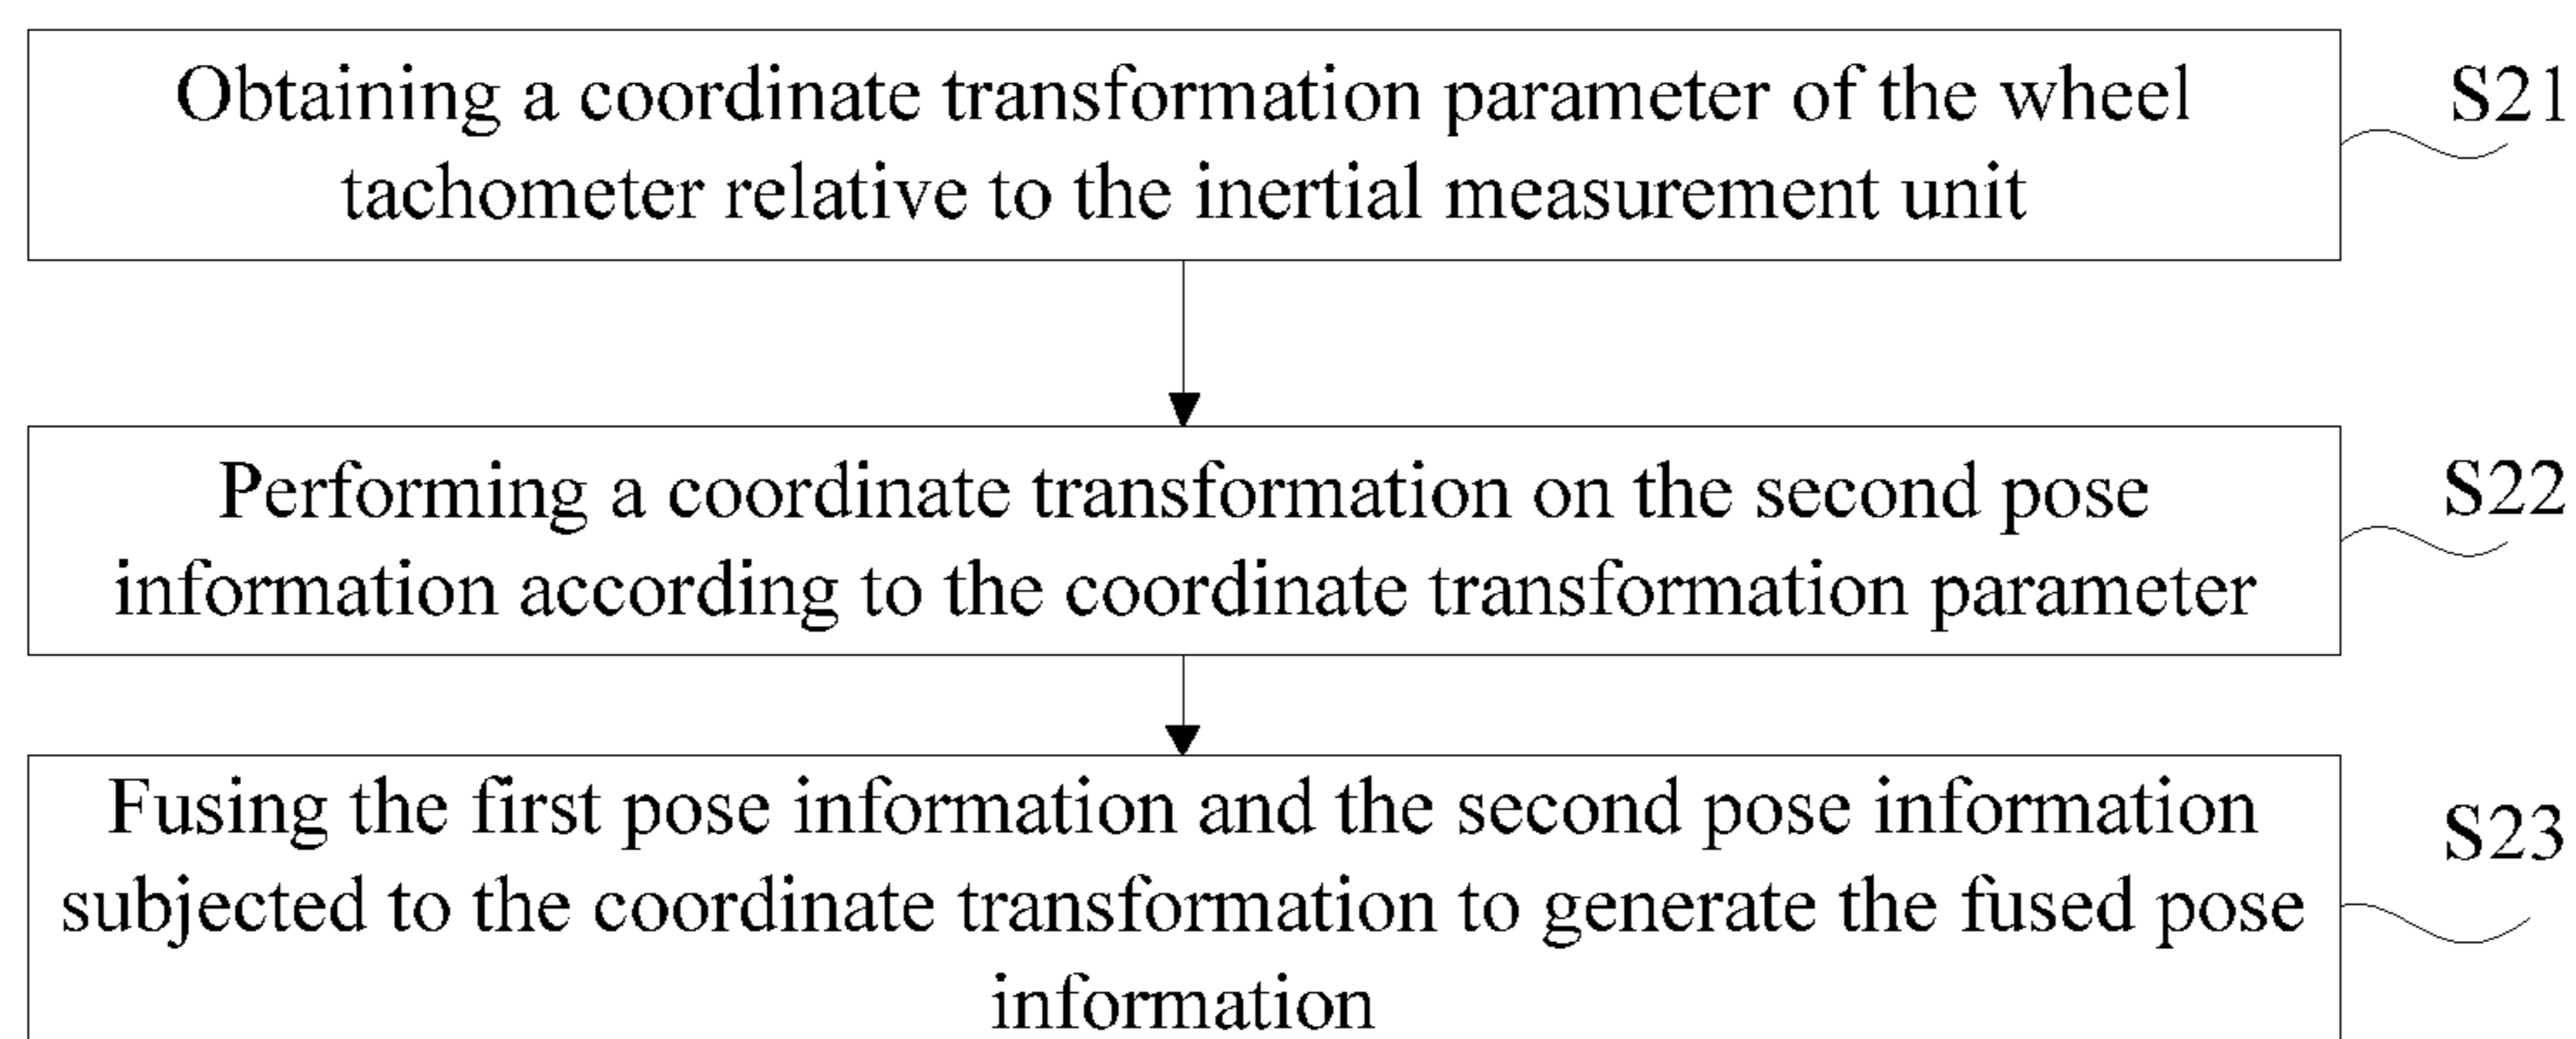 Obtaining a coordinate transformation parameter of the wheel
tachometer relative to the inertial measurement unit
S21
Performing a coordinate transformation on the second pose
information according to the coordinate transformation parameter
S22
Fusing the first pose information and the second pose information
subjected to the coordinate transformation to generate the fused pose
information
S23